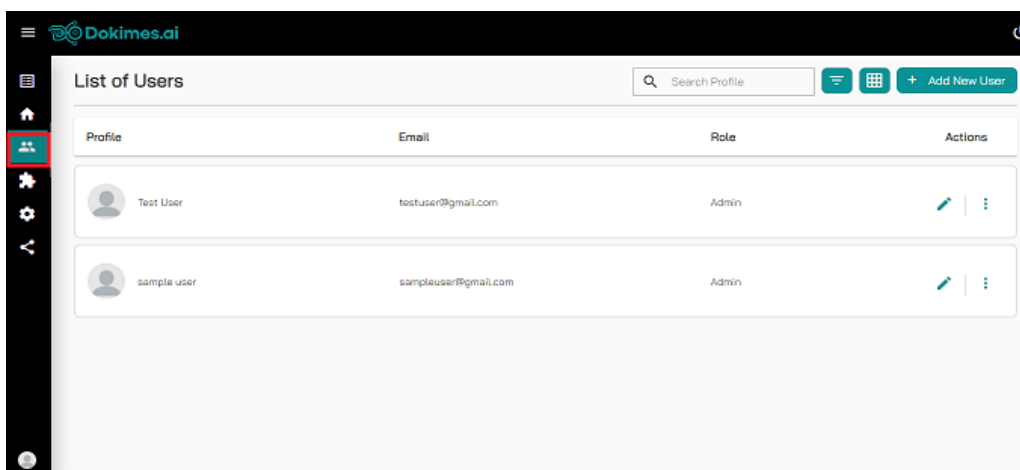 Dokimes.ai
List of Users
Search Profile
+ Add New User
Profile Email Role Actions
Test User testuser@gmail.com Admin
sample user sampleuser@gmail.com Admin